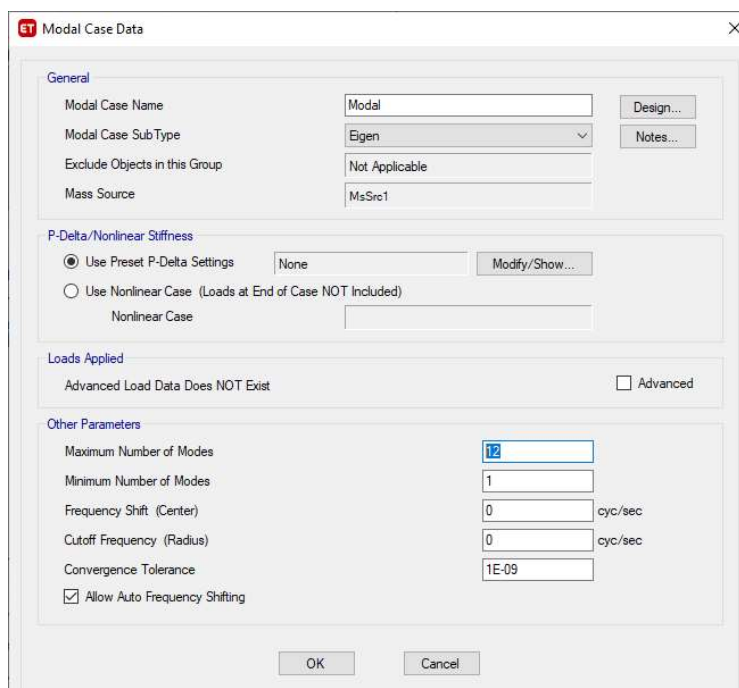 ET Modal Case Data
General
Modal Case Name Modal Design...
Modal Case SubType Eigen Notes...
Exclude Objects in this Group Not Applicable
Mass Source MsSrc1
P-Delta/Nonlinear Stiffness
Use Preset P-Delta Settings None Modify/Show...
Use Nonlinear Case (Loads at End of Case NOT Included)
Nonlinear Case
Loads Applied
Advanced Load Data Does NOT Exist Advanced
Other Parameters
Maximum Number of Modes 12
Minimum Number of Modes 1
Frequency Shift (Center) 0 cyc/sec
Cutoff Frequency (Radius) 0 cyc/sec
Convergence Tolerance 1E-09
Allow Auto Frequency Shifting
OK Cancel